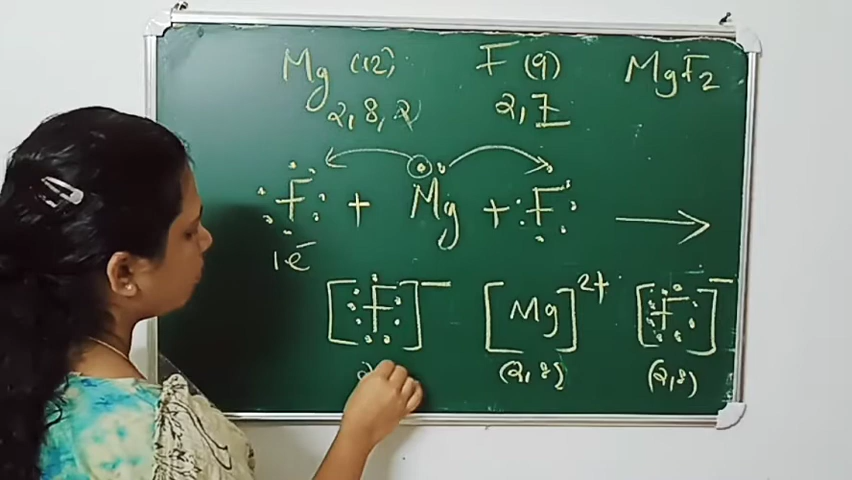 Mg (12) F (9) MgF₂
2,8,2 2,7
F + Mg + F →
1e⁻
[F]⁻ [Mg]²⁺ [F]⁻
(2,8) (2,8)